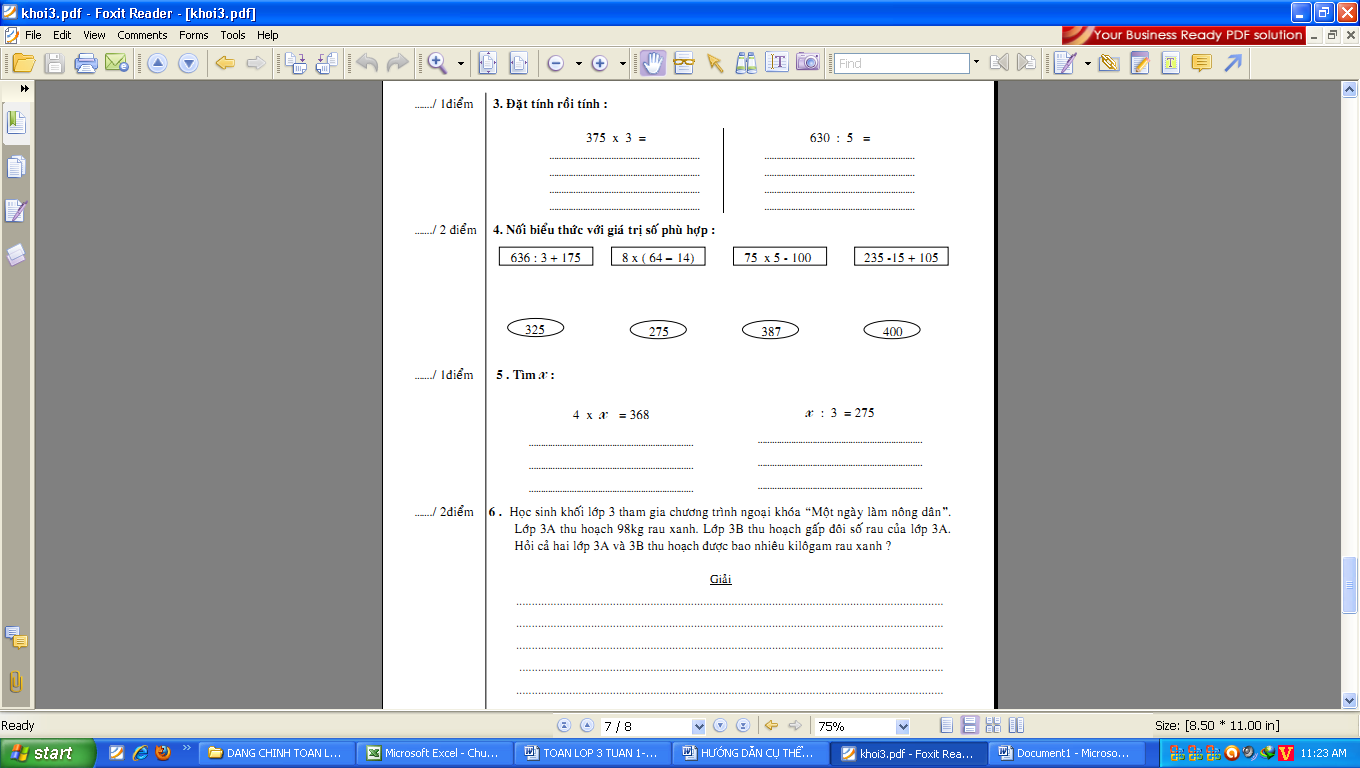 khoi3.pdf - Foxit Reader - [khoi3.pdf]
File Edit View Comments Forms Tools Help
Your Business Ready PDF solution
Find
......./ 1điểm 3. Đặt tính rồi tính :
375 x 3 = 630 : 5 =
......./ 2 điểm 4. Nối biểu thức với giá trị số phù hợp :
636 : 3 + 175 8 x ( 64 – 14) 75 x 5 - 100 235 -15 + 105
325 275 387 400
......./ 1điểm 5 . Tìm x :
4 x x = 368 x : 3 = 275
......./ 2điểm 6 . Học sinh khối lớp 3 tham gia chương trình ngoại khóa “Một ngày làm nông dân”.
Lớp 3A thu hoạch 98kg rau xanh. Lớp 3B thu hoạch gấp đôi số rau của lớp 3A.
Hỏi cả hai lớp 3A và 3B thu hoạch được bao nhiêu kilôgam rau xanh ?
Giải
Ready 7 / 8 75% Size: [8.50 * 11.00 in]
start DANG CHINH TOAN L... Microsoft Excel - Chu... TOAN LOP 3 TUAN 1-... HƯỚNG DẪN CỤ THỂ... khoi3.pdf - Foxit Rea... Document1 - Microso... 11:23 AM